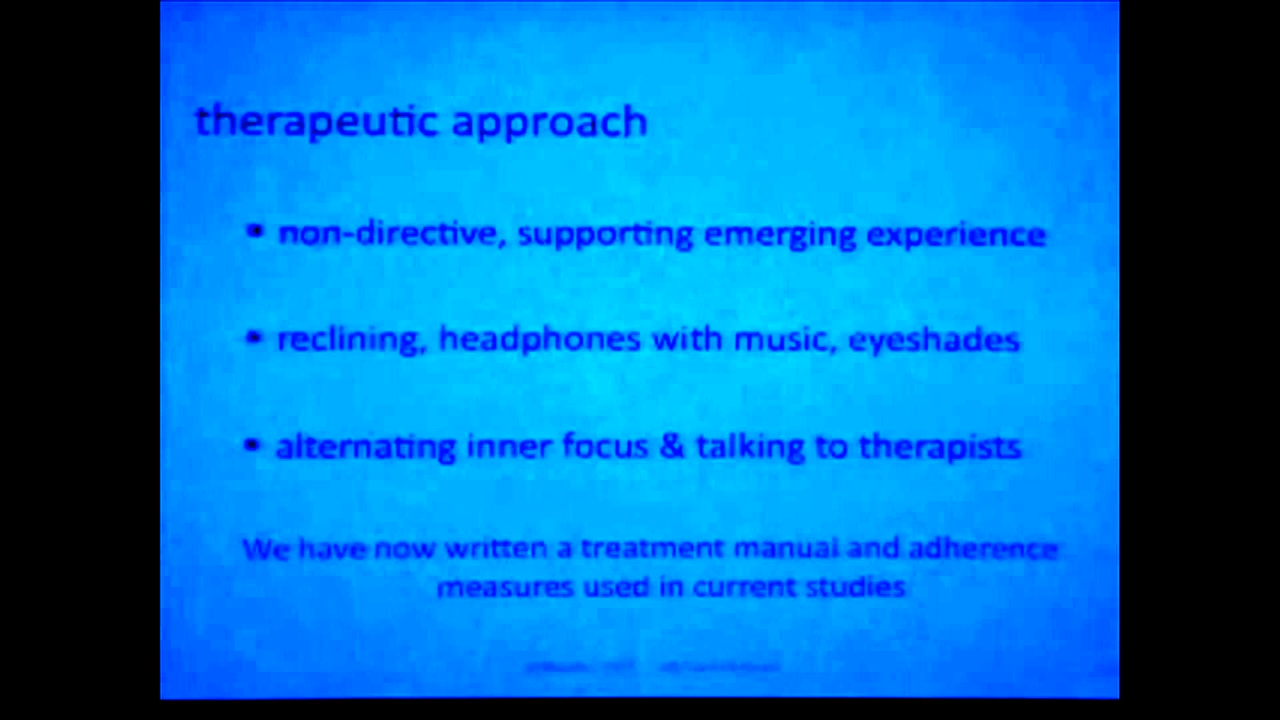 therapeutic approach
• non-directive, supporting emerging experience
• reclining, headphones with music, eyeshades
• alternating inner focus & talking to therapists
We have now written a treatment manual and adherence
measures used in current studies